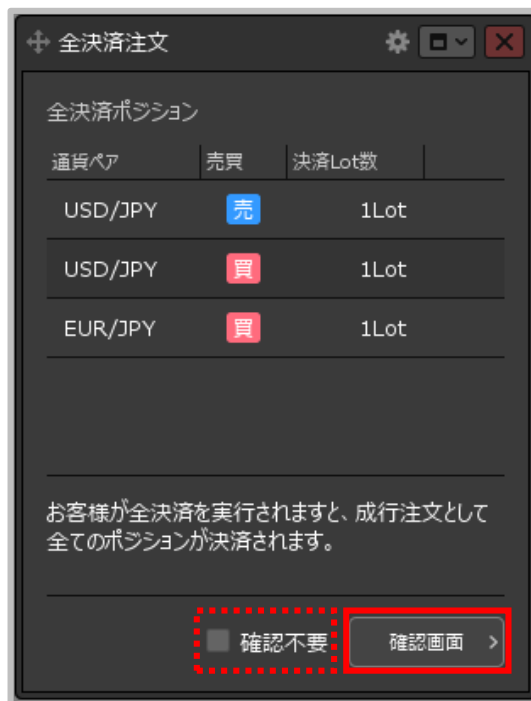 全決済注文
全決済ポジション
通貨ペア 売買 決済Lot数
USD/JPY 売 1Lot
USD/JPY 買 1Lot
EUR/JPY 買 1Lot
お客様が全決済を実行されますと、成行注文として
全てのポジションが決済されます。
確認不要 確認画面 >